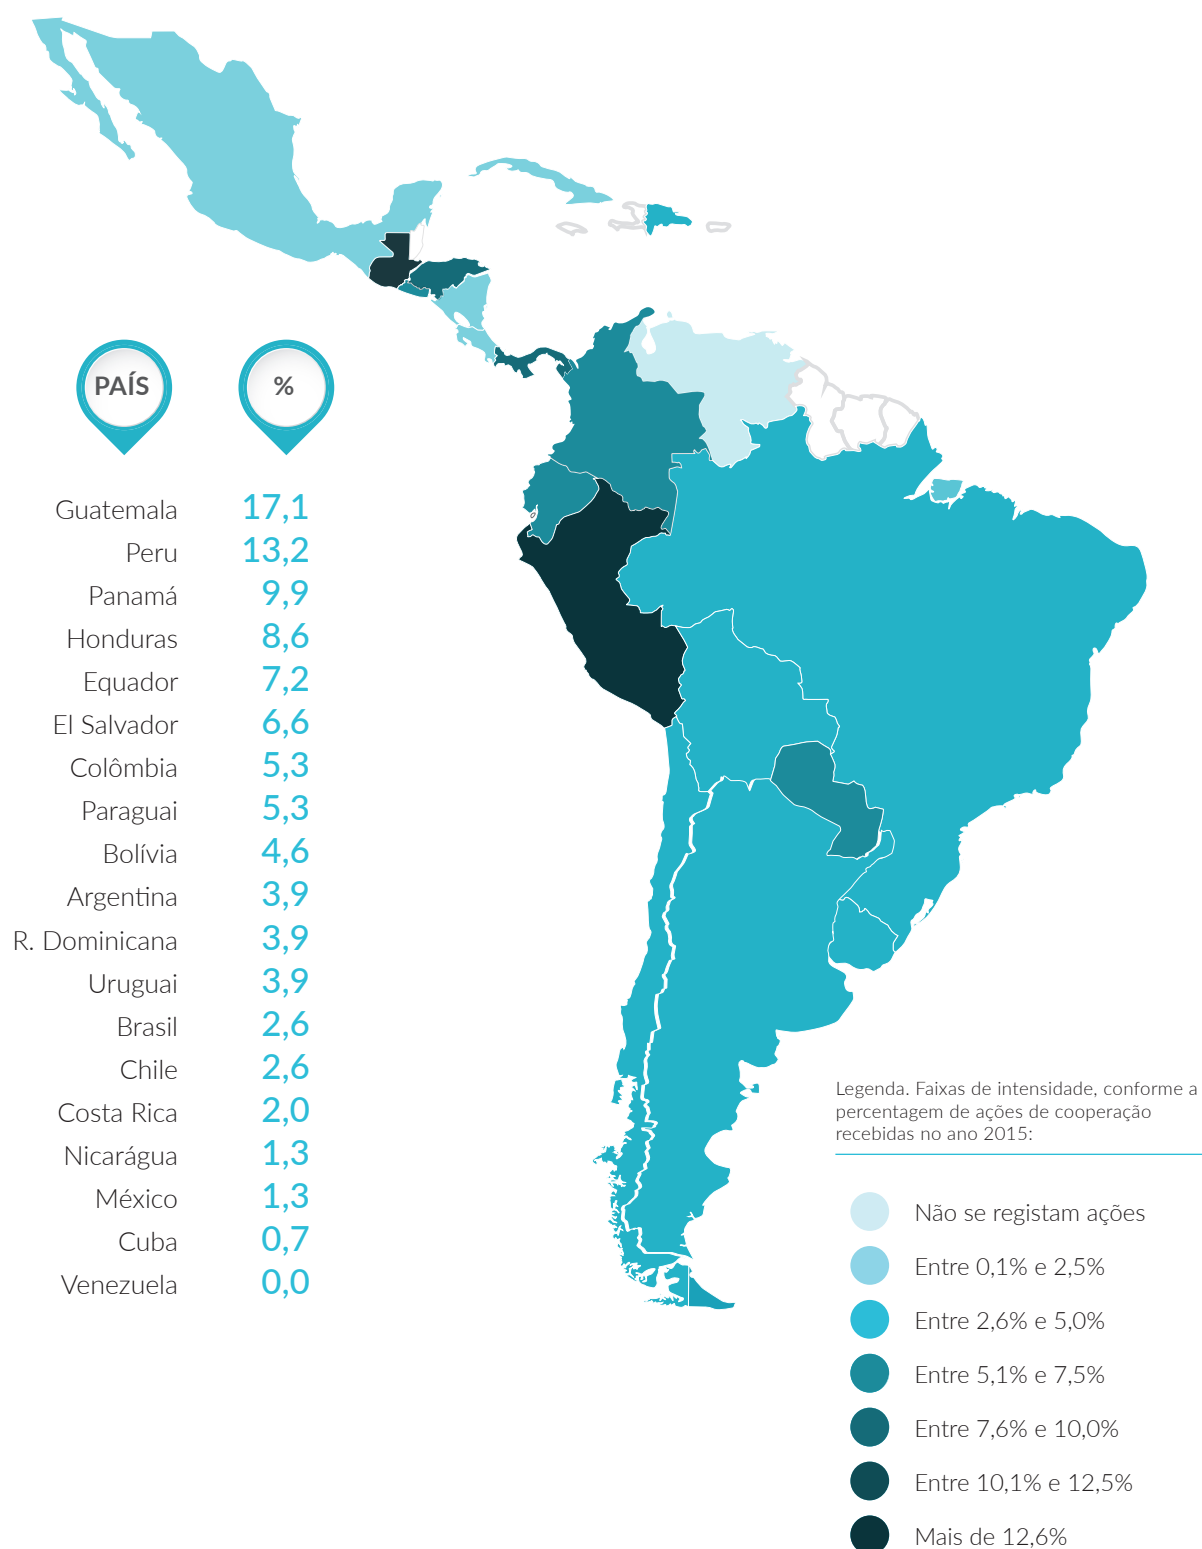 PAÍS %
Guatemala 17,1
Peru 13,2
Panamá 9,9
Honduras 8,6
Equador 7,2
El Salvador 6,6
Colômbia 5,3
Paraguai 5,3
Bolívia 4,6
Argentina 3,9
R. Dominicana 3,9
Uruguai 3,9
Brasil 2,6
Chile 2,6
Costa Rica 2,0
Nicarágua 1,3
México 1,3
Cuba 0,7
Venezuela 0,0
Legenda. Faixas de intensidade, conforme a
percentagem de ações de cooperação
recebidas no ano 2015:
Não se registam ações
Entre 0,1% e 2,5%
Entre 2,6% e 5,0%
Entre 5,1% e 7,5%
Entre 7,6% e 10,0%
Entre 10,1% e 12,5%
Mais de 12,6%